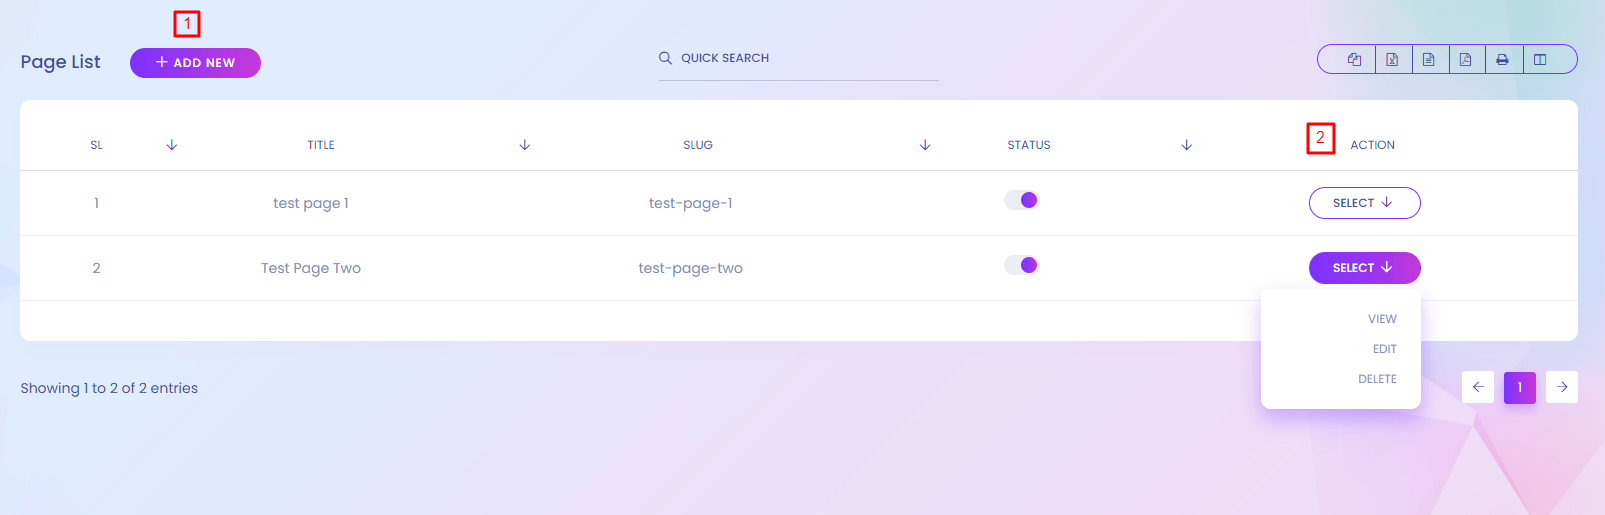 1
Page List + ADD NEW QUICK SEARCH
SL TITLE SLUG STATUS 2 ACTION
1 test page 1 test-page-1 SELECT
2 Test Page Two test-page-two SELECT
VIEW
EDIT
DELETE
Showing 1 to 2 of 2 entries 1